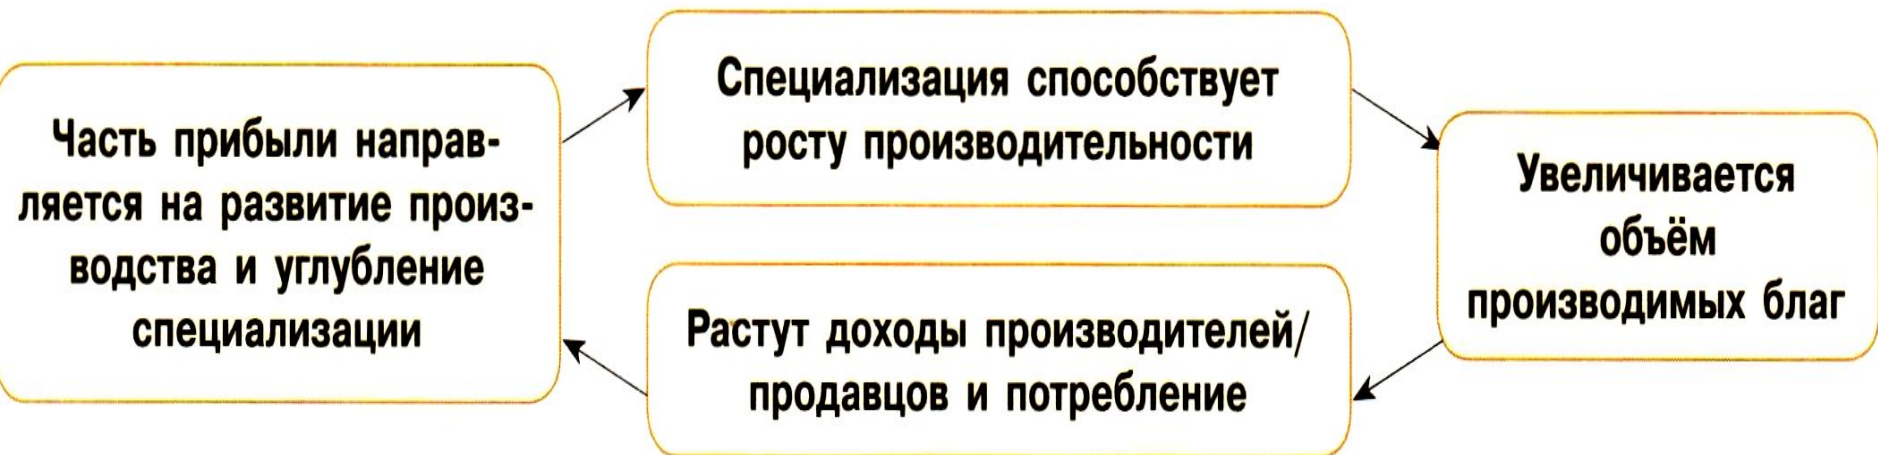 Часть прибыли направ-
ляется на развитие произ-
водства и углубление
специализации
Специализация способствует
росту производительности
Увеличивается
объём
производимых благ
Растут доходы производителей/
продавцов и потребление